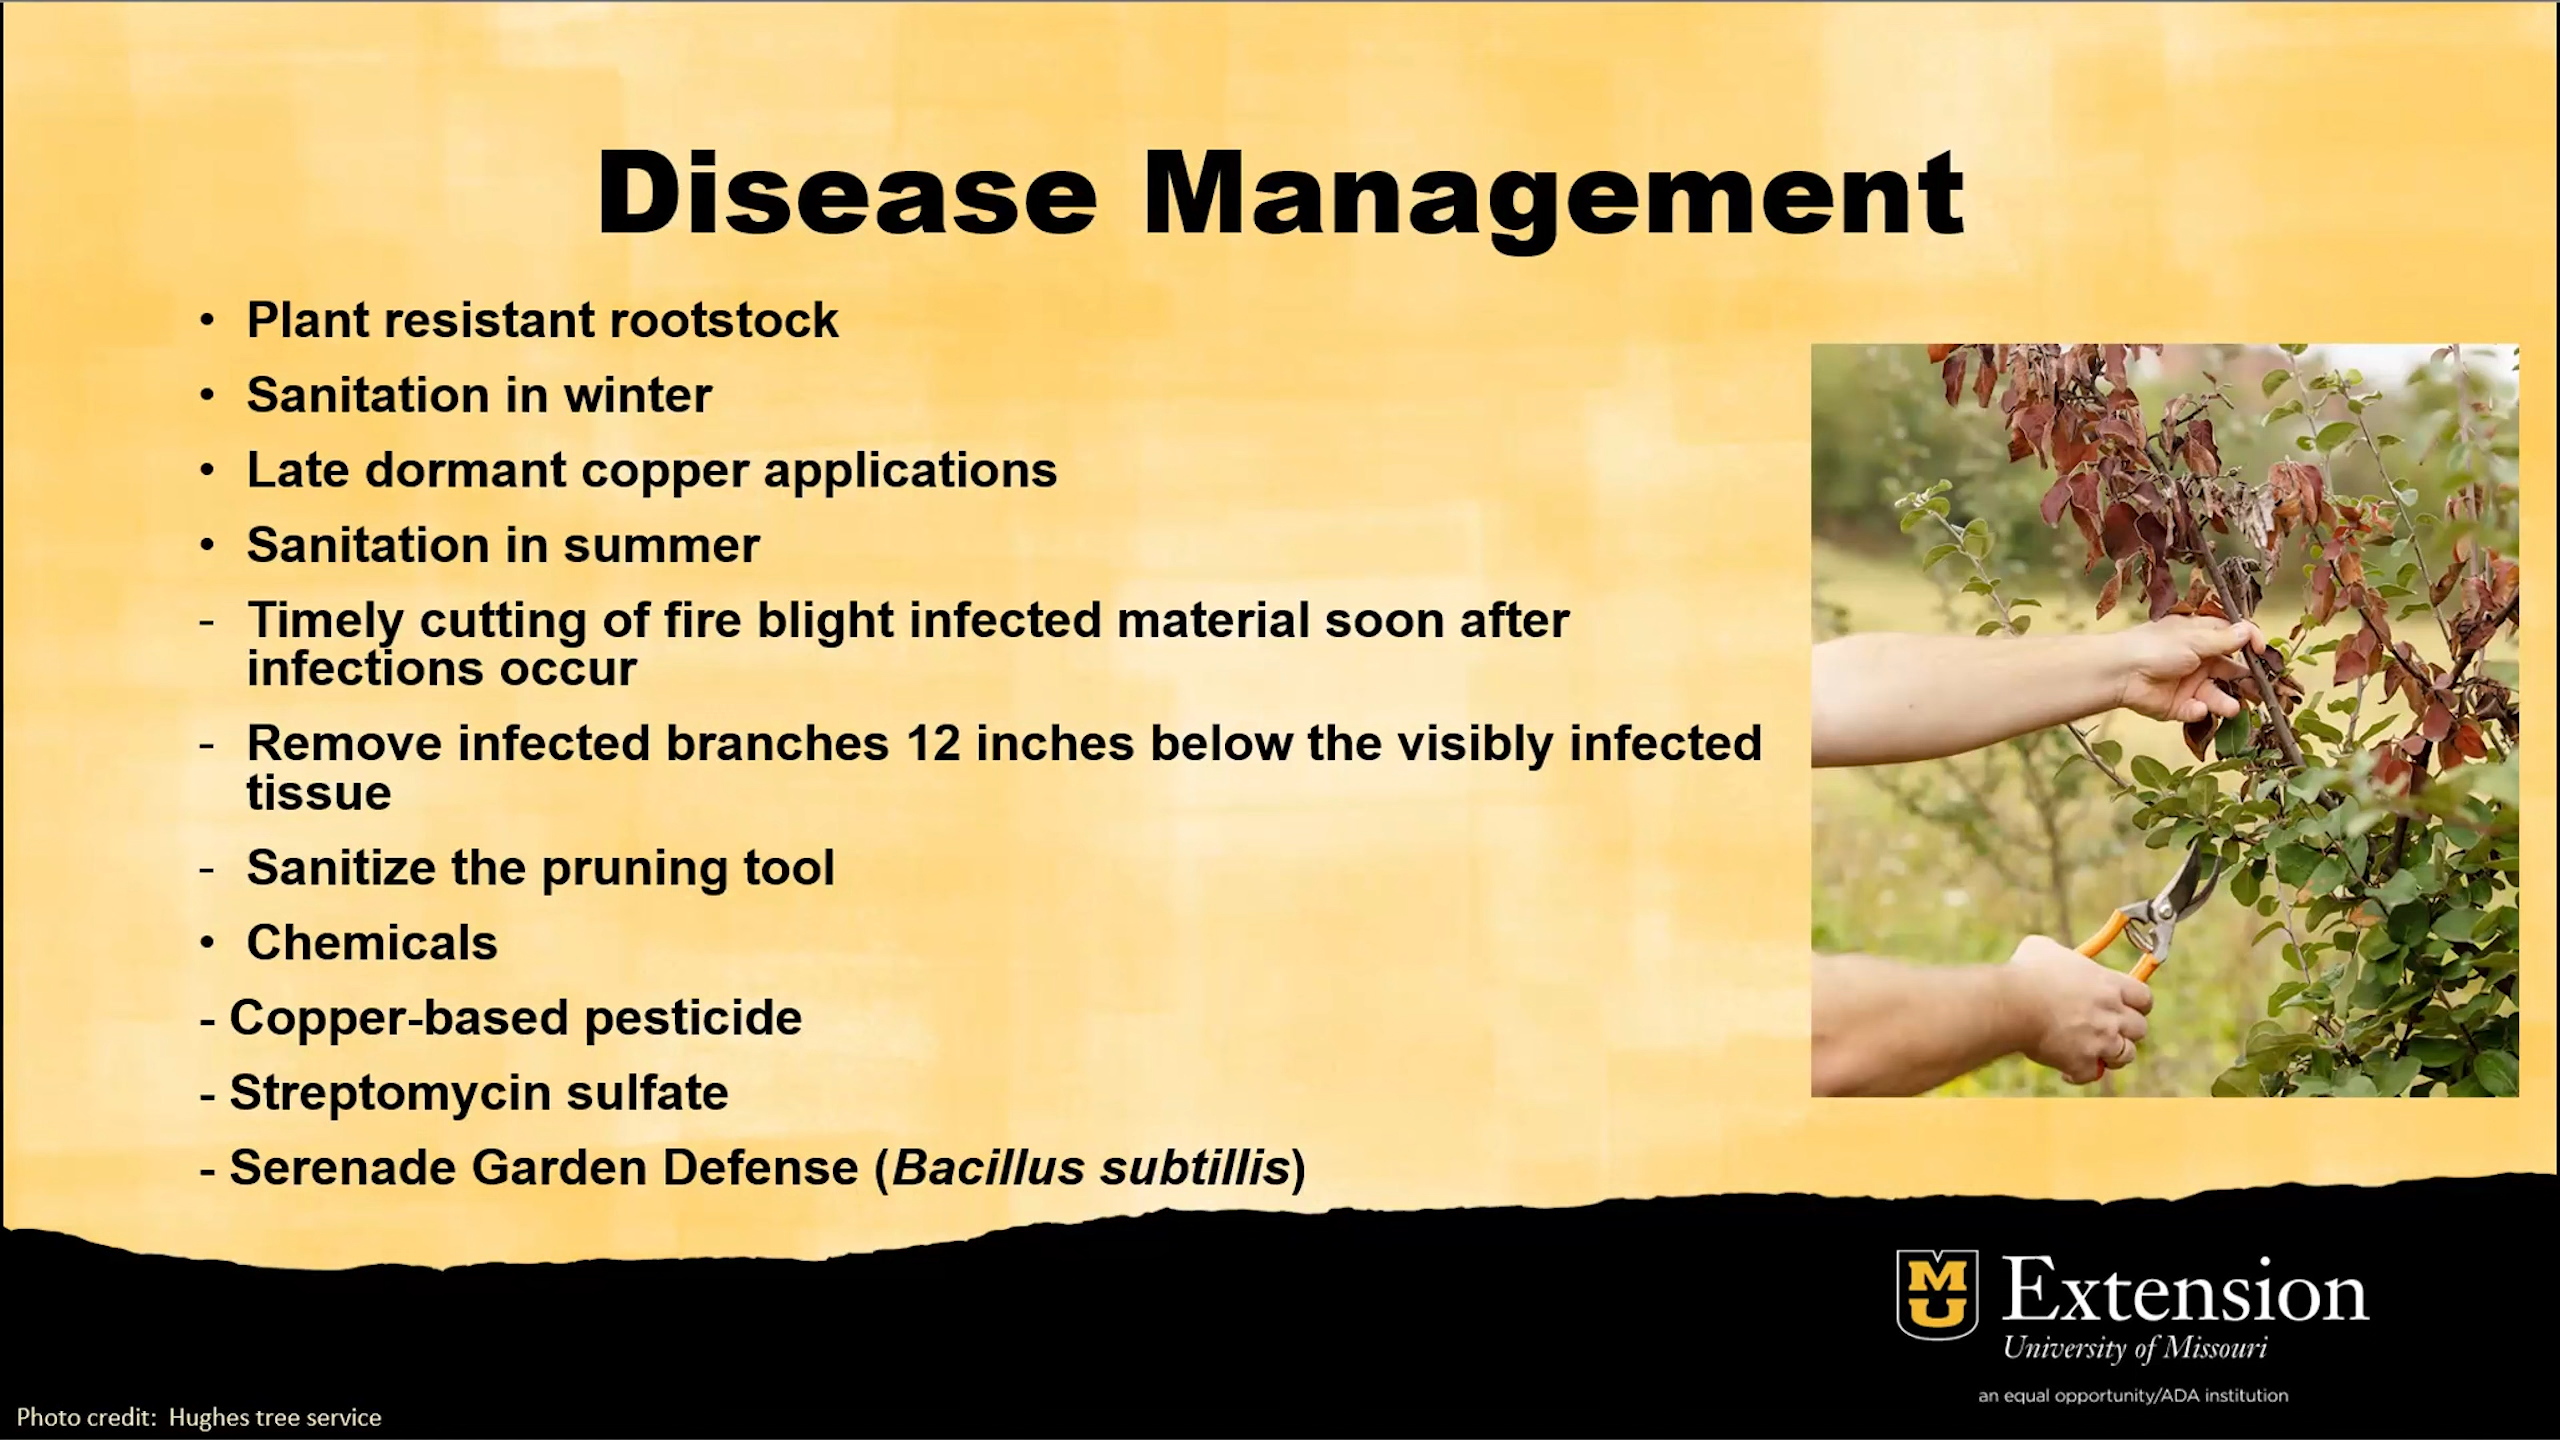 Disease Management
• Plant resistant rootstock
• Sanitation in winter
• Late dormant copper applications
• Sanitation in summer
- Timely cutting of fire blight infected material soon after
infections occur
- Remove infected branches 12 inches below the visibly infected
tissue
- Sanitize the pruning tool
• Chemicals
- Copper-based pesticide
- Streptomycin sulfate
- Serenade Garden Defense (Bacillus subtillis)
MU Extension
University of Missouri
an equal opportunity/ADA institution
Photo credit: Hughes tree service